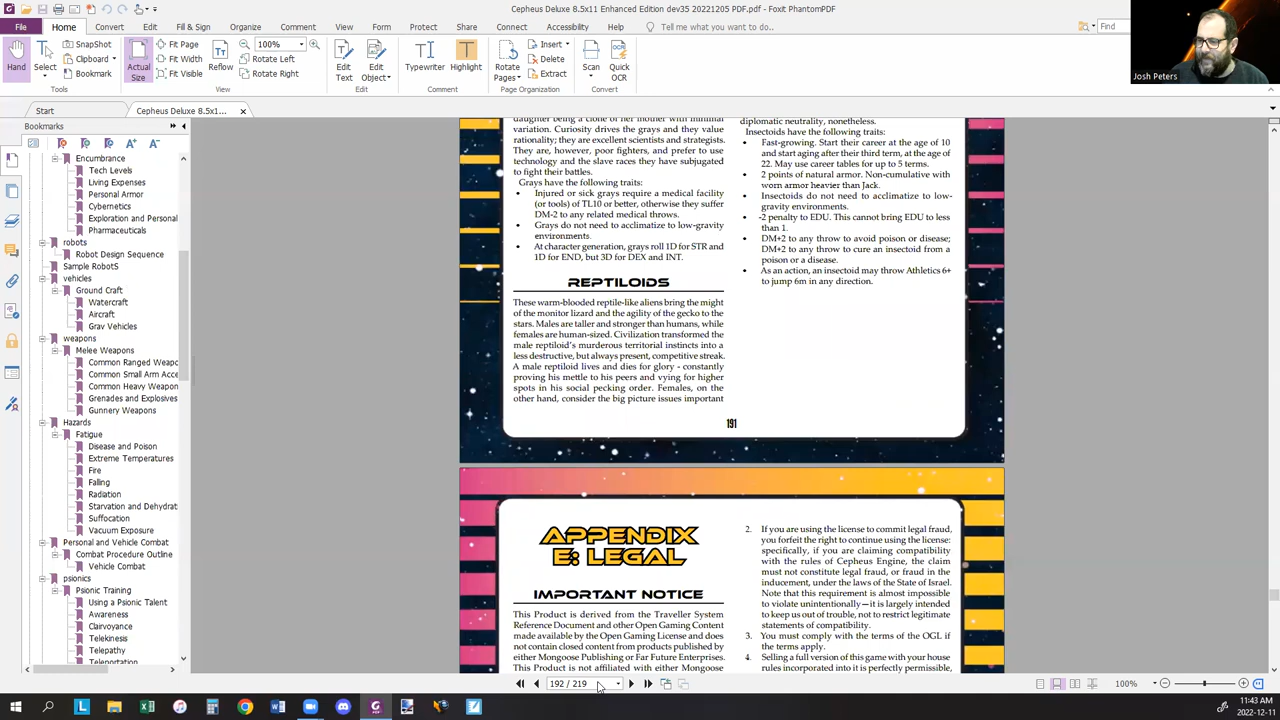 Cepheus Deluxe 8.5x11 Enhanced Edition dev35 20221205 PDF.pdf - Foxit PhantomPDF
File Home Convert Fill & Sign Organize Comment View Form Protect Share Connect Accessibility Help Tell me what you want to do.. Find
Hand Select SnapShot Clipboard Bookmark Tools
Actual Size Fit Page Fit Width Fit Visible Reflow 100% Rotate Left Rotate Right View
Edit Text Edit Object Edit
Typewriter Highlight Comment
Rotate Pages Insert Delete Extract Page Organization
Scan Quick OCR Convert
Josh Peters
Start Cepheus Deluxe 8.5x1...
Bookmarks
Encumbrance
Tech Levels
Living Expenses
Personal Armor
Cybernetics
Exploration and Personal
Pharmaceuticals
robots
Robot Design Sequence
Sample RobotS
vehicles
Ground Craft
Watercraft
Aircraft
Grav Vehicles
weapons
Melee Weapons
Common Ranged Weapo
Common Small Arm Acce
Common Heavy Weapon
Grenades and Explosives
Gunnery Weapons
Hazards
Fatigue
Disease and Poison
Extreme Temperatures
Fire
Falling
Radiation
Starvation and Dehydrat
Suffocation
Vacuum Exposure
Personal and Vehicle Combat
Combat Procedure Outline
Vehicle Combat
psionics
Psionic Training
Using a Psionic Talent
Awareness
Clairvoyance
Telekinesis
Telepathy
Teleportation
daughter being a clone of her mother with minimal
variation. Curiosity drives the grays and they value
rationality; they are excellent scientists and strategists.
They are, however, poor fighters, and prefer to use
technology and the slave races they have subjugated
to fight their battles.
Grays have the following traits:
• Injured or sick grays require a medical facility
(or tools) of TL10 or better, otherwise they suffer
DM-2 to any related medical throws.
• Grays do not need to acclimatize to low-gravity
environments.
• At character generation, grays roll 1D for STR and
1D for END, but 3D for DEX and INT.
REPTILOIDS
These warm-blooded reptile-like aliens bring the might
of the monitor lizard and the agility of the gecko to the
stars. Males are taller and stronger than humans, while
females are human-sized. Civilization transformed the
male reptiloid's murderous territorial instincts into a
less destructive, but always present, competitive streak.
A male reptiloid lives and dies for glory - constantly
proving his mettle to his peers and vying for higher
spots in his social pecking order. Females, on the
other hand, consider the big picture issues important
diplomatic neutrality, nonetheless.
Insectoids have the following traits:
• Fast-growing. Start their career at the age of 10
and start aging after their third term, at the age of
22. May use career tables for up to 5 terms.
• 2 points of natural armor. Non-cumulative with
worn armor heavier than Jack.
• Insectoids do not need to acclimatize to low-
gravity environments.
• -2 penalty to EDU. This cannot bring EDU to less
than 1.
• DM+2 to any throw to avoid poison or disease;
DM+2 to any throw to cure an insectoid from a
poison or a disease.
• As an action, an insectoid may throw Athletics 6+
to jump 6m in any direction.
191
APPENDIX
E: LEGAL
IMPORTANT NOTICE
This Product is derived from the Traveller System
Reference Document and other Open Gaming Content
made available by the Open Gaming License and does
not contain closed content from products published by
either Mongoose Publishing or Far Future Enterprises.
This Product is not affiliated with either Mongoose
2. If you are using the license to commit legal fraud,
you forfeit the right to continue using the license:
specifically, if you are claiming compatibility
with the rules of Cepheus Engine, the claim
must not constitute legal fraud, or fraud in the
inducement, under the laws of the State of Israel.
Note that this requirement is almost impossible
to violate unintentionally—it is largely intended
to keep us out of trouble, not to restrict legitimate
statements of compatibility.
3. You must comply with the terms of the OGL if
the terms apply.
4. Selling a full version of this game with your house
rules incorporated into it is perfectly permissible,
192 / 219
100%
11:43 AM
2022-12-11